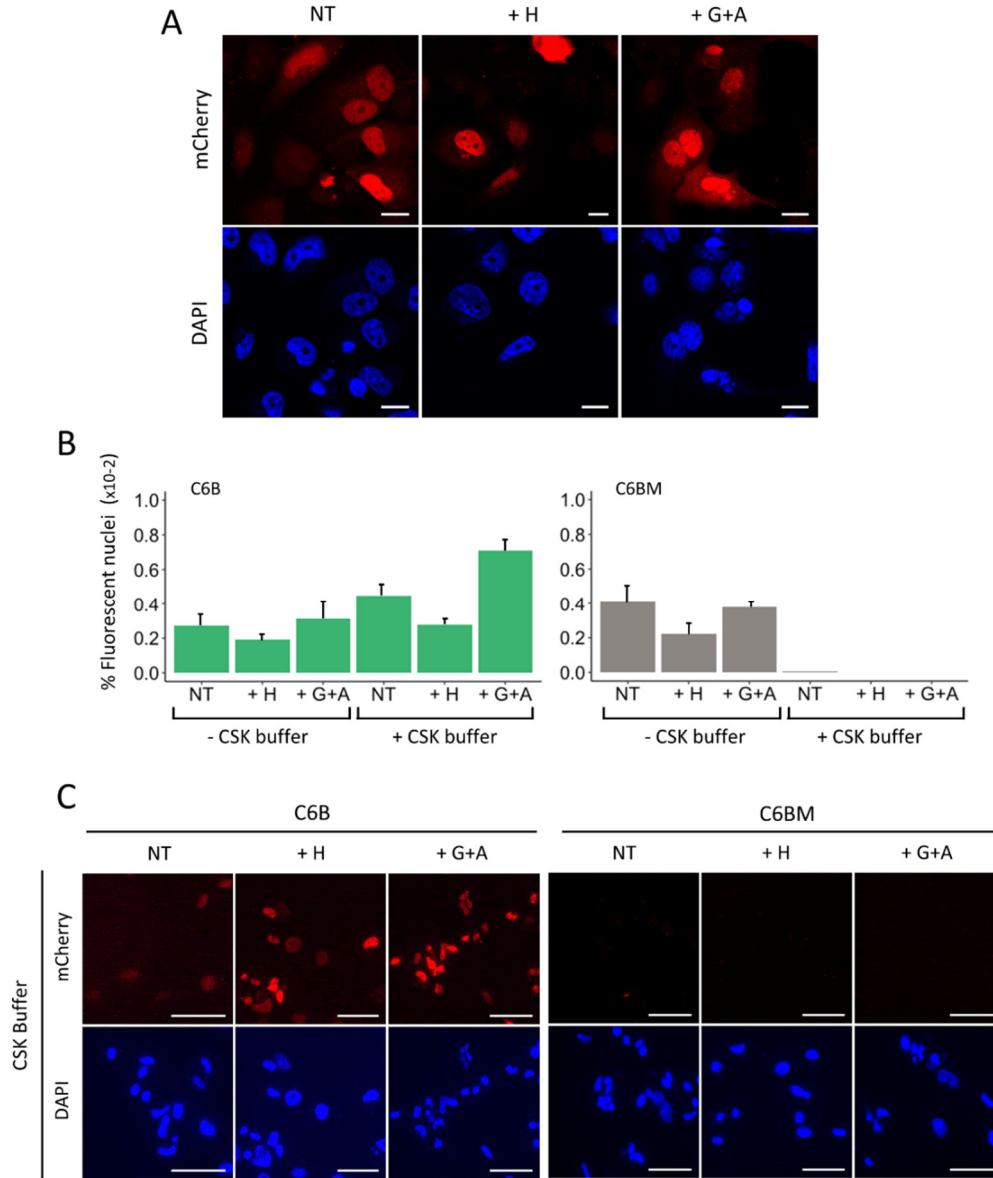 A
NT + H + G+A
mCherry
DAPI
B
% Fluorescent nuclei (x10-2)
C6B C6BM
1.0 1.0
0.8 0.8
0.6 0.6
0.4 0.4
0.2 0.2
0.0 0.0
NT + H + G+A NT + H + G+A NT + H + G+A NT + H + G+A
- CSK buffer + CSK buffer - CSK buffer + CSK buffer
C
C6B C6BM
NT + H + G+A NT + H + G+A
CSK Buffer
mCherry
DAPI